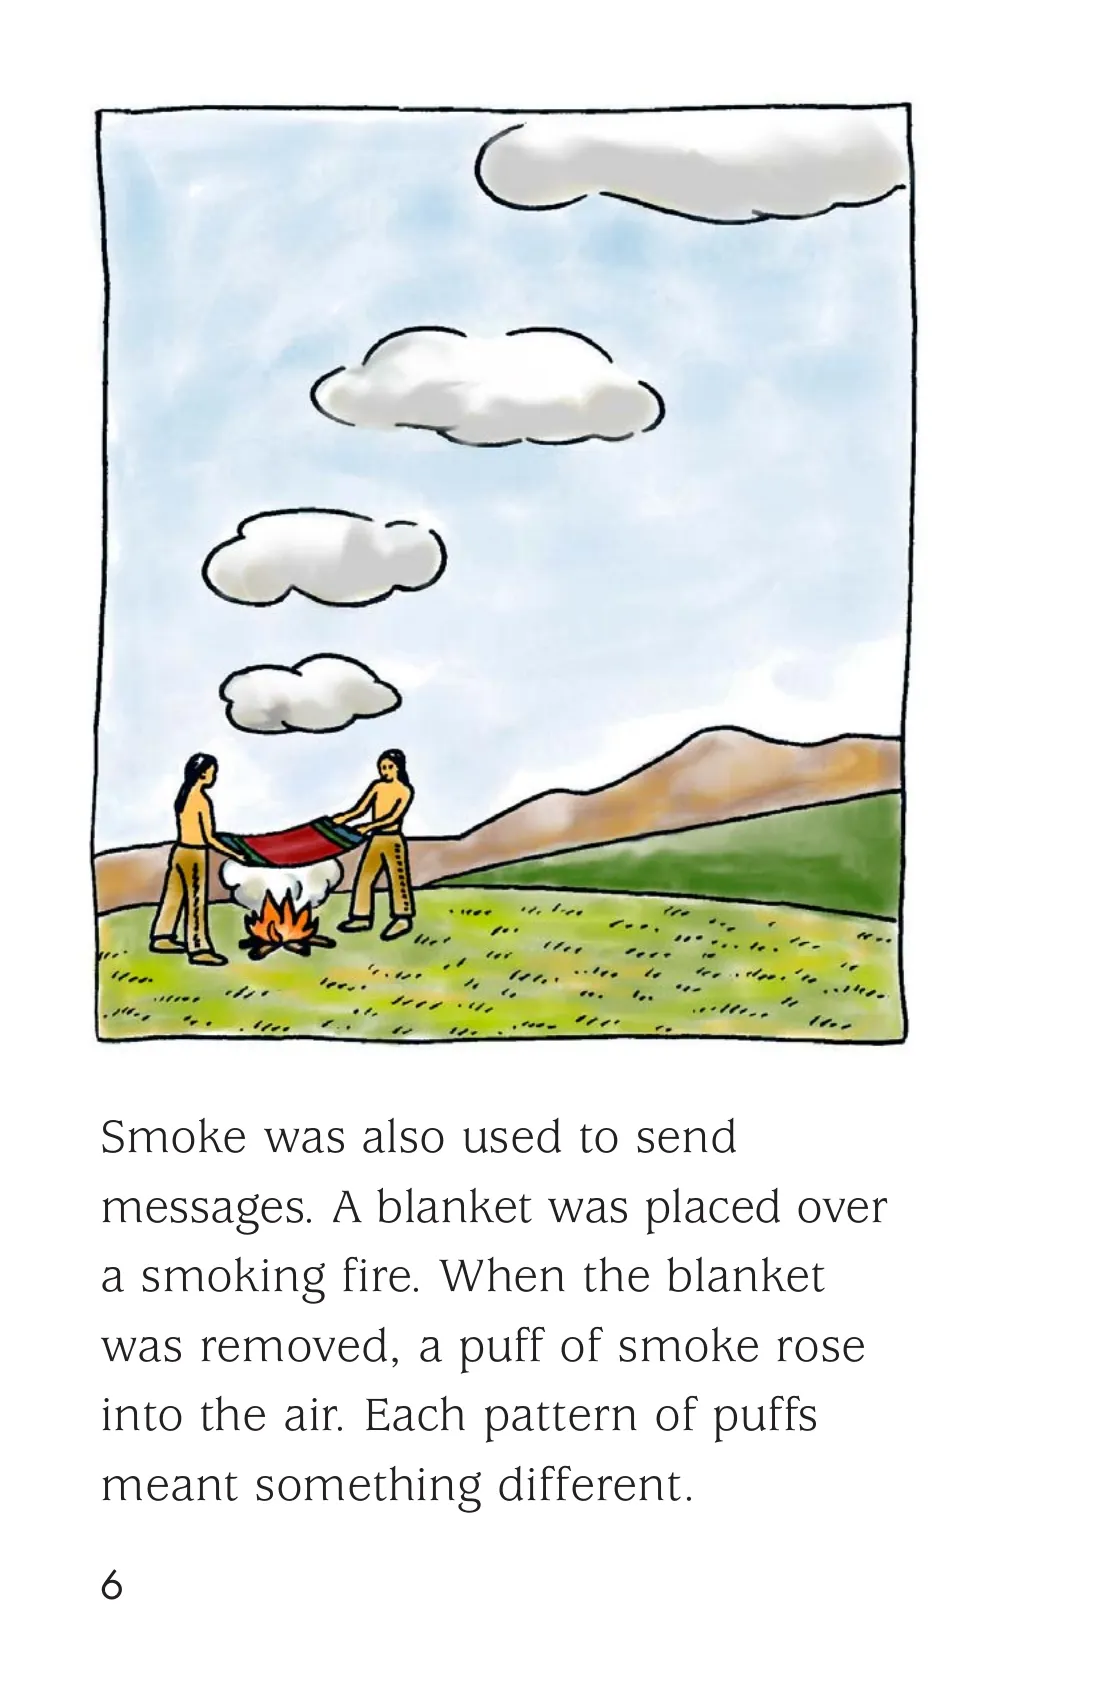 Smoke was also used to send
messages. A blanket was placed over
a smoking fire. When the blanket
was removed, a puff of smoke rose
into the air. Each pattern of puffs
meant something different.
6